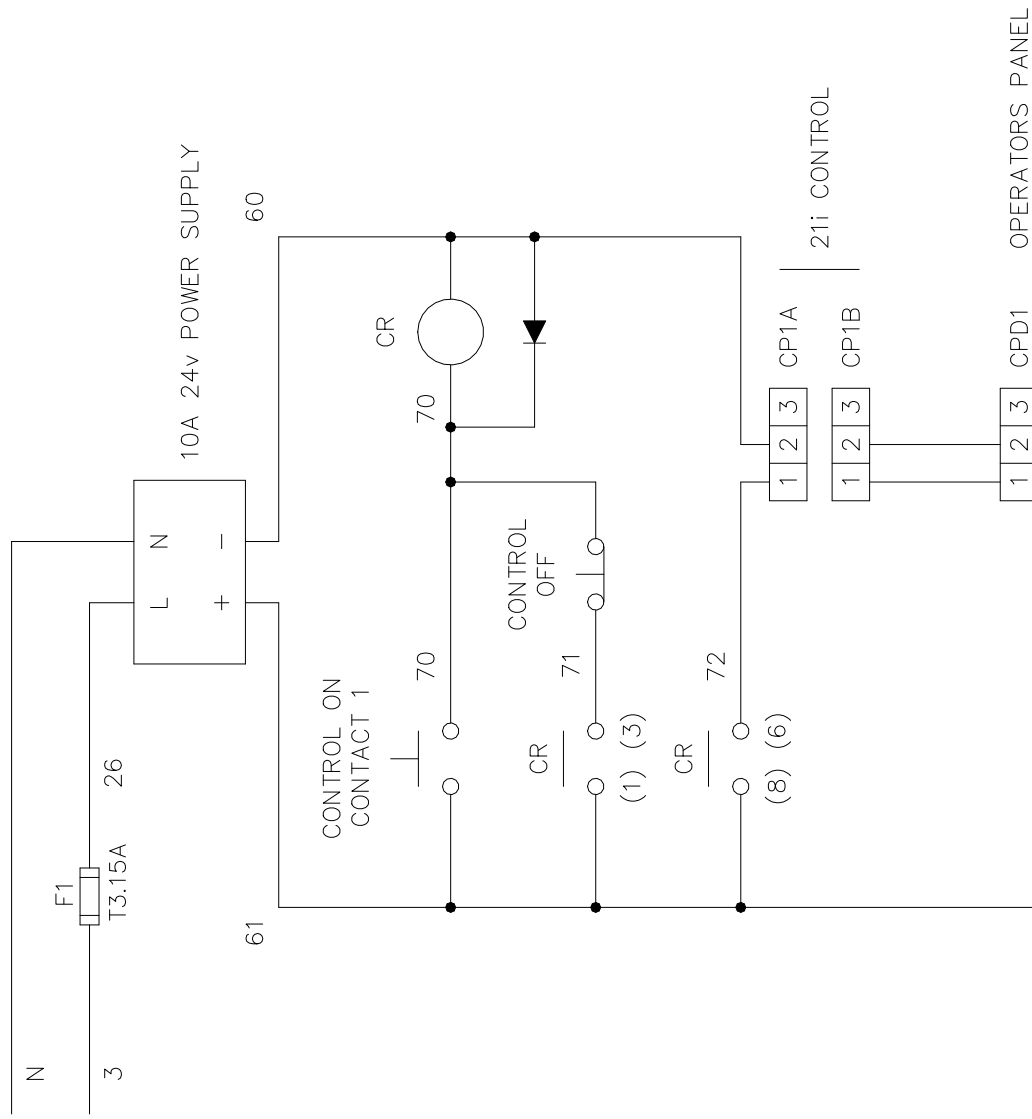 N
3
F1
T3.15A
26
10A 24v POWER SUPPLY
L
N
+
-
61
60
CONTROL ON
CONTACT 1
70
70
CR
CR
(1) (3)
71
CONTROL
OFF
CR
(8) (6)
72
1 2 3
CP1A
1 2 3
CP1B
21i CONTROL
1 2 3
CPD1
OPERATORS PANEL